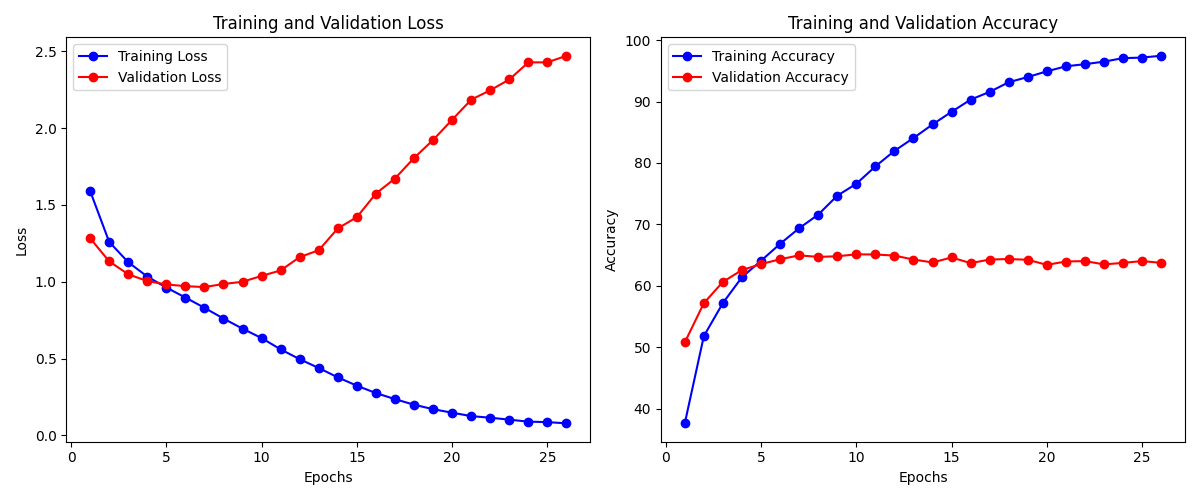 Training and Validation Loss
Training Loss
Validation Loss
2.5
2.0
1.5
1.0
0.5
0.0
Loss
0 5 10 15 20 25
Epochs
Training and Validation Accuracy
Training Accuracy
Validation Accuracy
100
90
80
70
60
50
40
Accuracy
0 5 10 15 20 25
Epochs